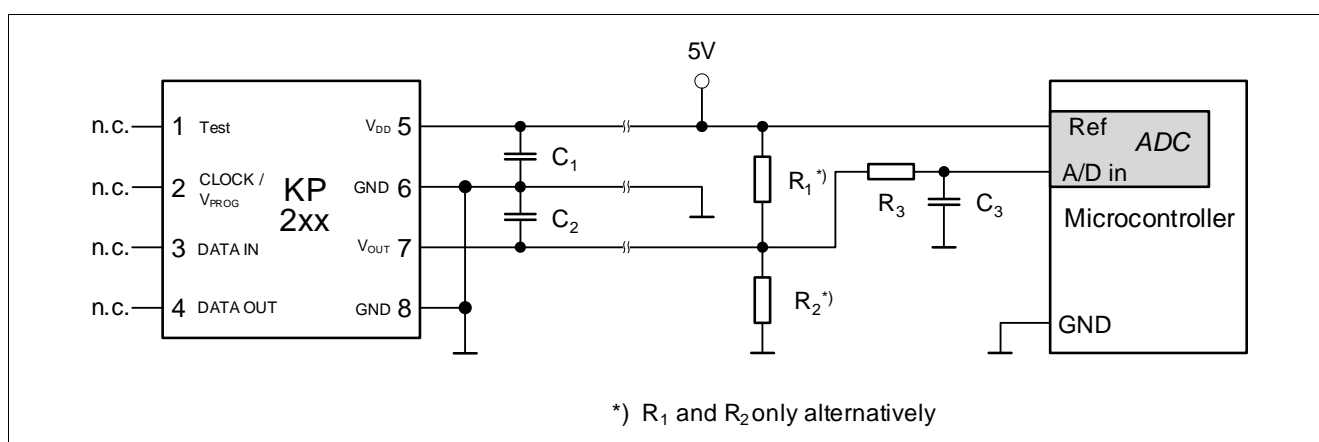 5V
n.c. 1 Test VDD 5
n.c. 2 CLOCK / VPROG GND 6
n.c. 3 DATA IN VOUT 7
n.c. 4 DATA OUT GND 8
KP
2xx
C1
C2
R1*)
R2*)
R3
C3
Ref
ADC
A/D in
Microcontroller
GND
*) R1 and R2 only alternatively